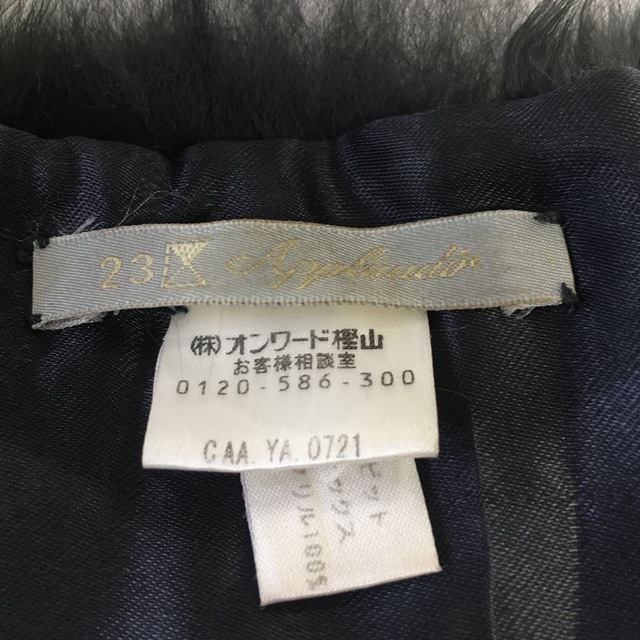 23区 Applaudir
㈱オンワード樫山
お客様相談室
0120-586-300
CAA. YA. 0721